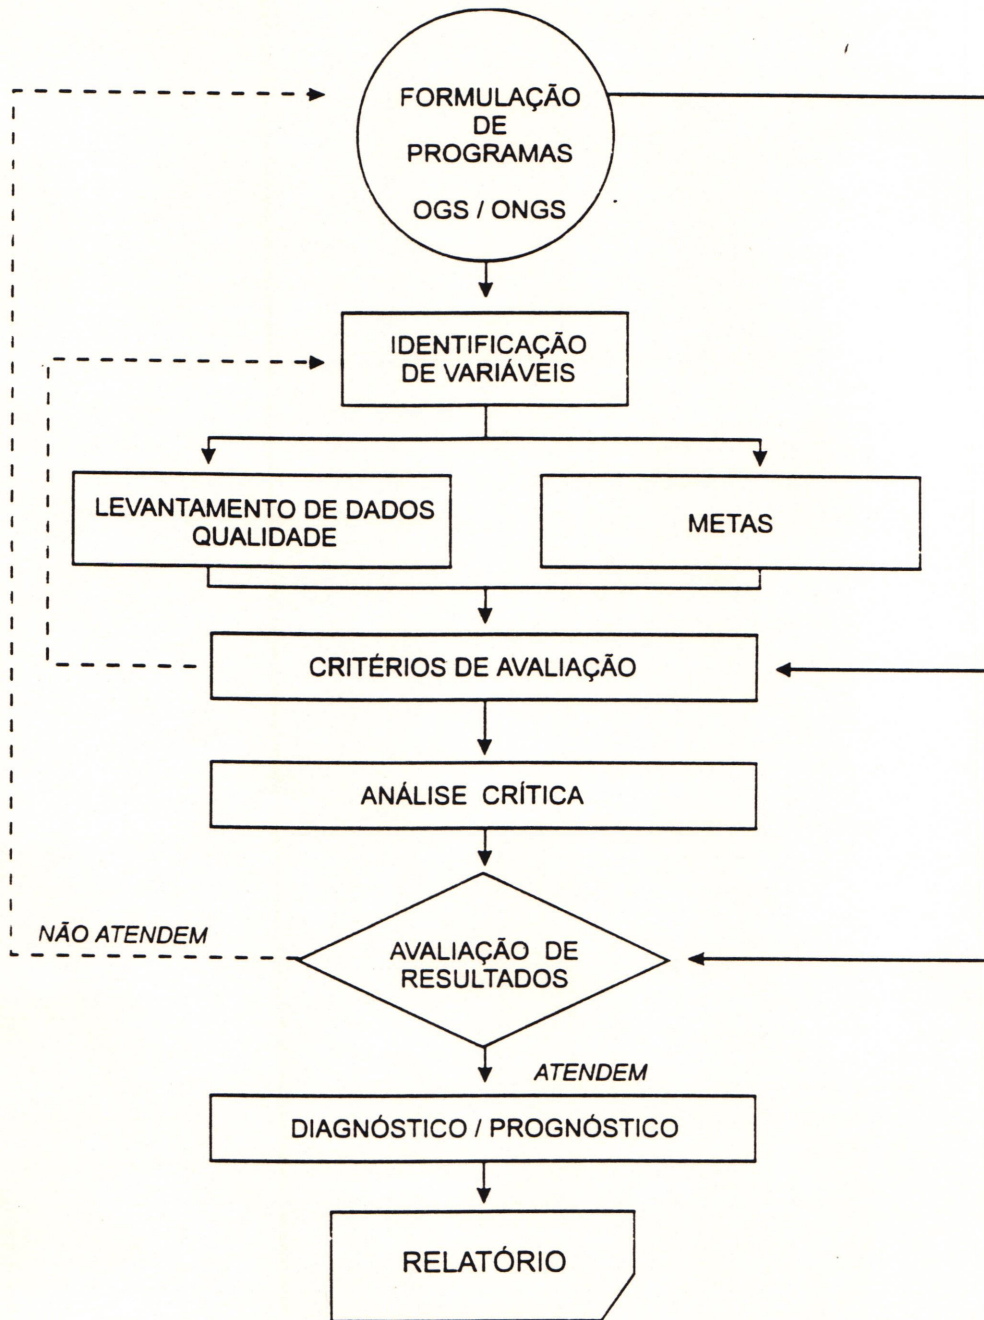 FORMULAÇÃO
DE
PROGRAMAS
OGS / ONGS
IDENTIFICAÇÃO
DE VARIÁVEIS
LEVANTAMENTO DE DADOS
QUALIDADE
METAS
CRITÉRIOS DE AVALIAÇÃO
ANÁLISE CRÍTICA
NÃO ATENDEM
AVALIAÇÃO DE
RESULTADOS
ATENDEM
DIAGNÓSTICO / PROGNÓSTICO
RELATÓRIO